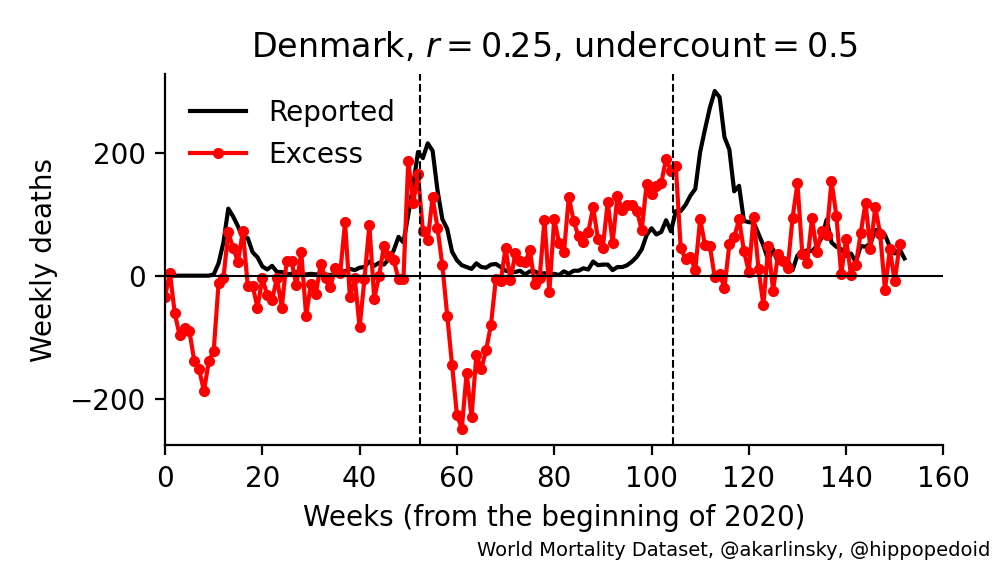 Denmark, r = 0.25, undercount = 0.5
Reported
Excess
Weekly deaths
200
0
−200
0 20 40 60 80 100 120 140 160
Weeks (from the beginning of 2020)
World Mortality Dataset, @akarlinsky, @hippopedoid